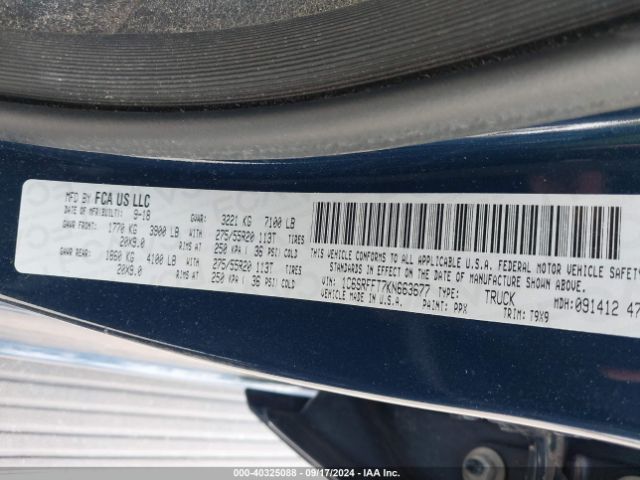 MFD BY FCA US LLC
DATE OF MFR(BUILT): 9-18 GVWR: 3221 KG 7100 LB
GAWR FRONT: 1770 KG 3900 LB WITH 275/55R20 113T TIRES
20X9.0 RIMS AT 250 KPA( 36 PSI) COLD
GAWR REAR: 1860 KG 4100 LB WITH 275/55R20 113T TIRES
20X9.0 RIMS AT 250 KPA( 36 PSI) COLD
THIS VEHICLE CONFORMS TO ALL APPLICABLE U.S.A. FEDERAL MOTOR VEHICLE SAFETY
STANDARDS IN EFFECT ON THE DATE OF MANUFACTURE SHOWN ABOVE.
VIN: 1C6SRFFT7KN663677 TYPE: TRUCK MDH:091412 47
VEHICLE MADE IN U.S.A. PAINT: PPX TRIM: T9X9
000-40325088 - 09/17/2024 - IAA Inc.